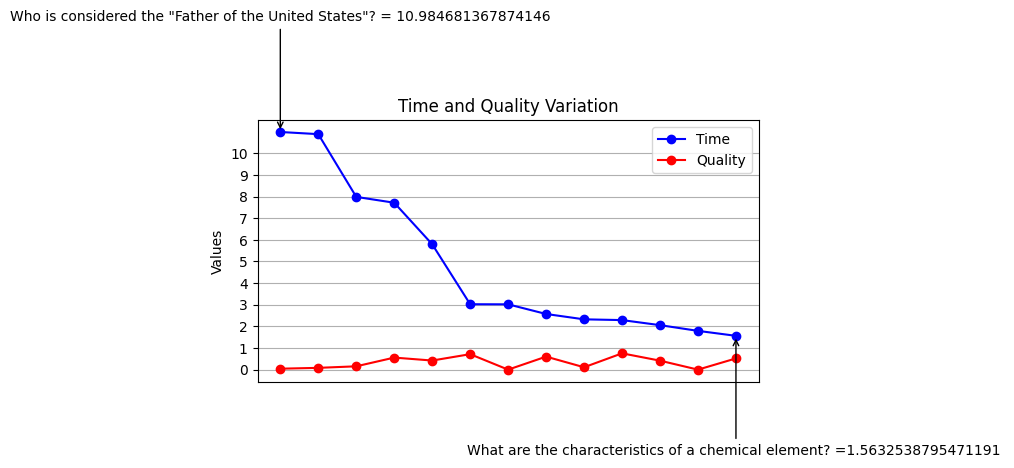 Who is considered the "Father of the United States"? = 10.984681367874146
Time and Quality Variation
Time
Quality
10
9
8
7
6
5
4
3
2
1
0
Values
What are the characteristics of a chemical element? =1.5632538795471191